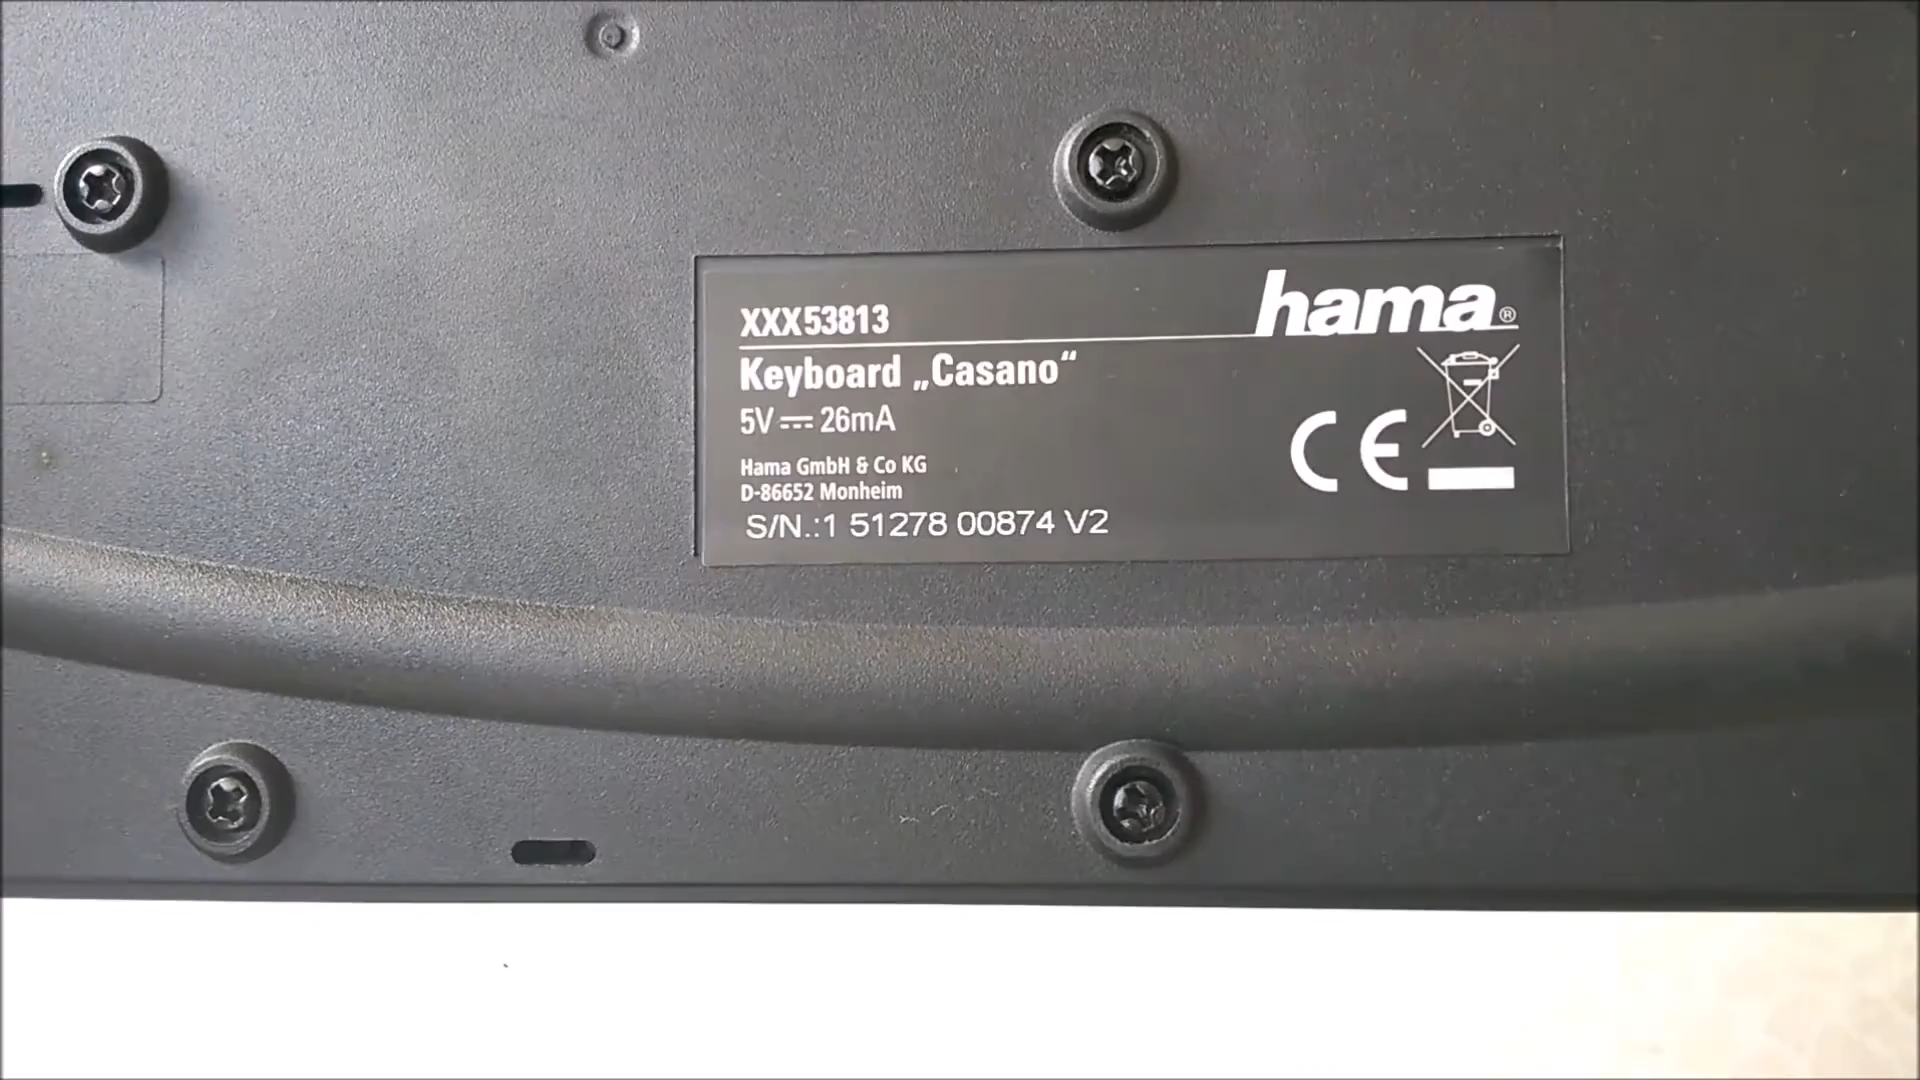 XXX53813
hama®
Keyboard „Casano“
5V ⎓ 26mA
CE
Hama GmbH & Co KG
D-86652 Monheim
S/N.:1 51278 00874 V2